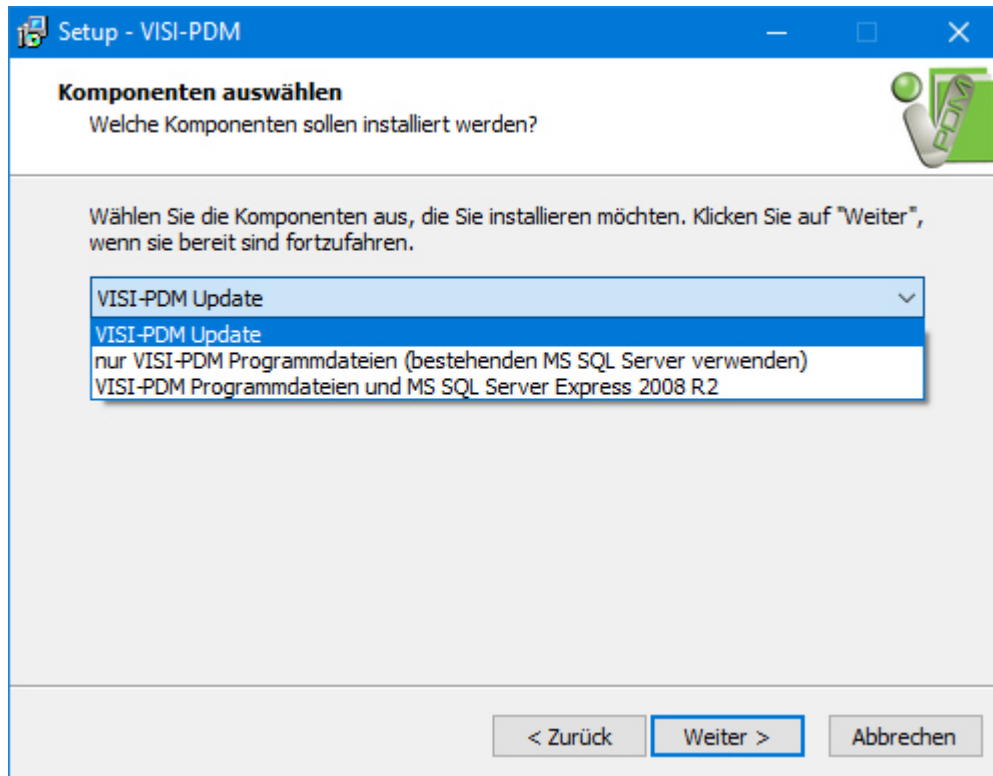 Setup - VISI-PDM
Komponenten auswählen
Welche Komponenten sollen installiert werden?
PDM
Wählen Sie die Komponenten aus, die Sie installieren möchten. Klicken Sie auf "Weiter",
wenn sie bereit sind fortzufahren.
VISI-PDM Update
VISI-PDM Update
nur VISI-PDM Programmdateien (bestehenden MS SQL Server verwenden)
VISI-PDM Programmdateien und MS SQL Server Express 2008 R2
< Zurück
Weiter >
Abbrechen